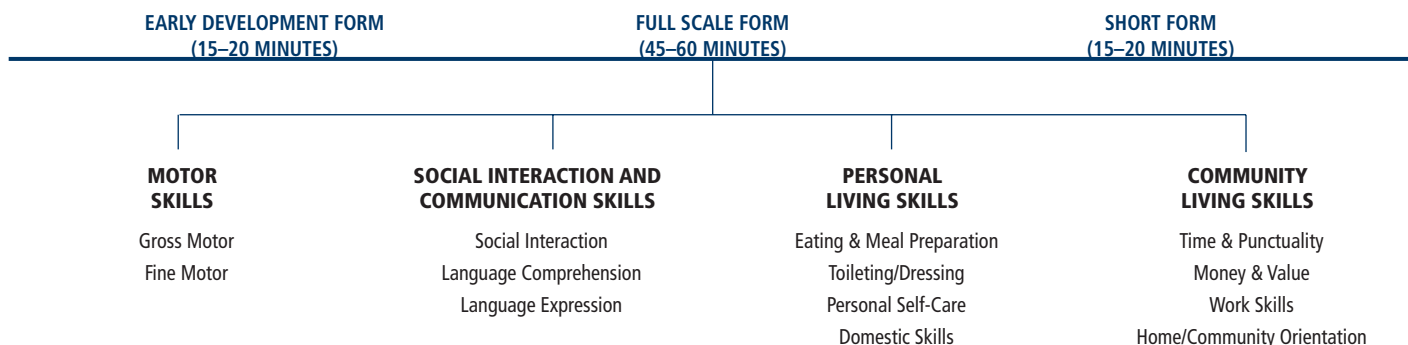 EARLY DEVELOPMENT FORM
(15–20 MINUTES)
FULL SCALE FORM
(45–60 MINUTES)
SHORT FORM
(15–20 MINUTES)
MOTOR
SKILLS
Gross Motor
Fine Motor
SOCIAL INTERACTION AND
COMMUNICATION SKILLS
Social Interaction
Language Comprehension
Language Expression
PERSONAL
LIVING SKILLS
Eating & Meal Preparation
Toileting/Dressing
Personal Self-Care
Domestic Skills
COMMUNITY
LIVING SKILLS
Time & Punctuality
Money & Value
Work Skills
Home/Community Orientation